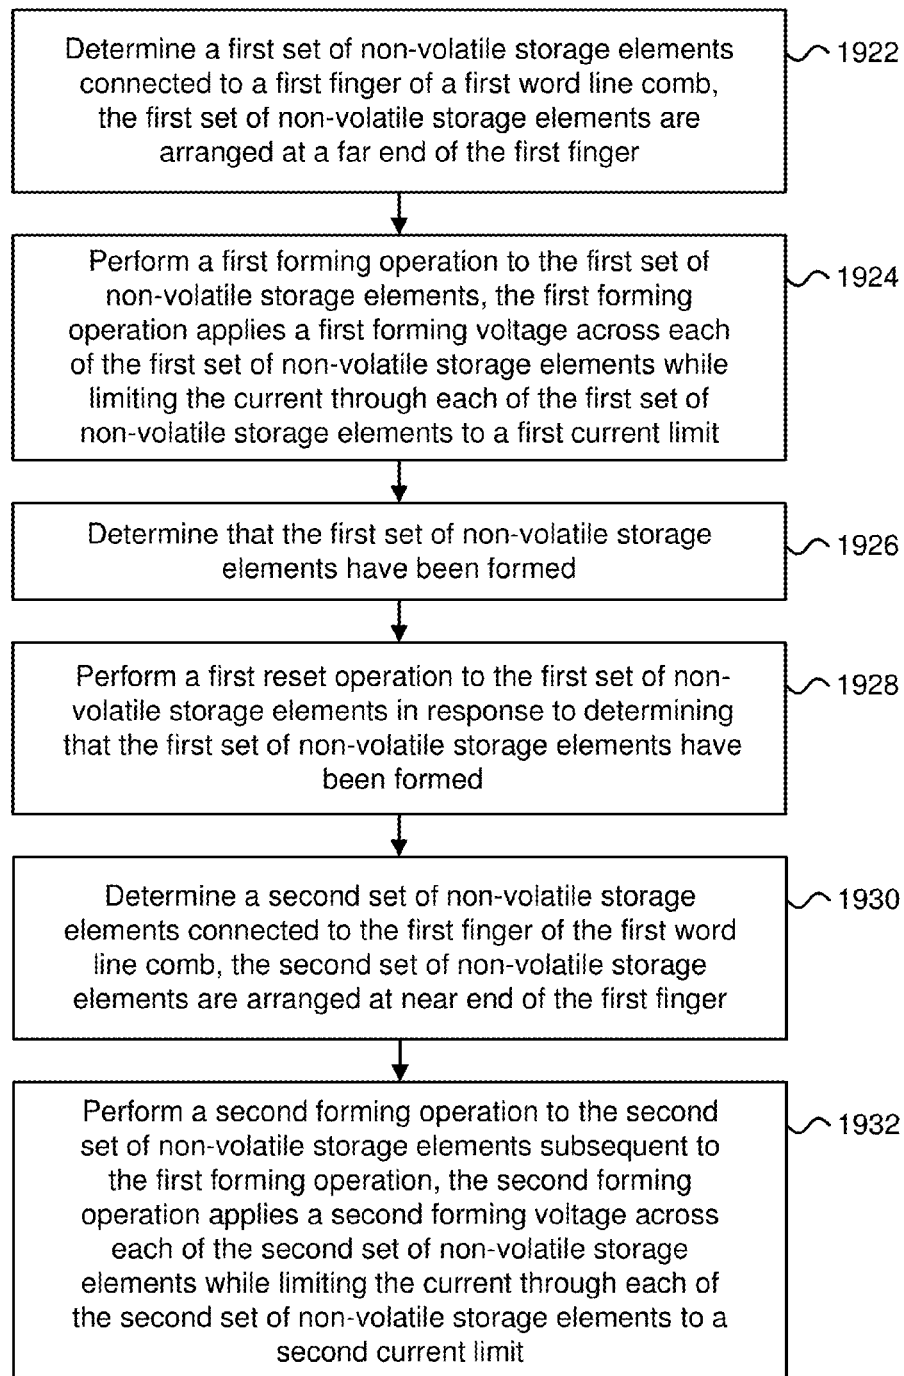 Determine a first set of non-volatile storage elements
connected to a first finger of a first word line comb,
the first set of non-volatile storage elements are
arranged at a far end of the first finger
1922
Perform a first forming operation to the first set of
non-volatile storage elements, the first forming
operation applies a first forming voltage across each
of the first set of non-volatile storage elements while
limiting the current through each of the first set of
non-volatile storage elements to a first current limit
1924
Determine that the first set of non-volatile storage
elements have been formed
1926
Perform a first reset operation to the first set of non-
volatile storage elements in response to determining
that the first set of non-volatile storage elements have
been formed
1928
Determine a second set of non-volatile storage
elements connected to the first finger of the first word
line comb, the second set of non-volatile storage
elements are arranged at near end of the first finger
1930
Perform a second forming operation to the second
set of non-volatile storage elements subsequent to
the first forming operation, the second forming
operation applies a second forming voltage across
each of the second set of non-volatile storage
elements while limiting the current through each of
the second set of non-volatile storage elements to a
second current limit
1932